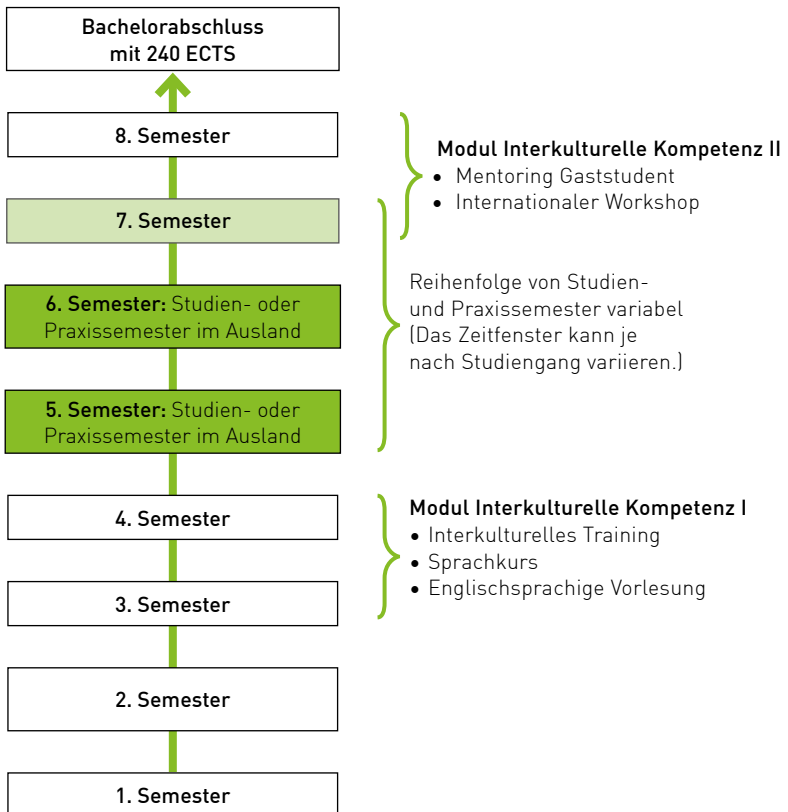 Bachelorabschluss
mit 240 ECTS
8. Semester
Modul Interkulturelle Kompetenz II
• Mentoring Gaststudent
• Internationaler Workshop
7. Semester
6. Semester: Studien- oder
Praxissemester im Ausland
Reihenfolge von Studien-
und Praxissemester variabel
(Das Zeitfenster kann je
nach Studiengang variieren.)
5. Semester: Studien- oder
Praxissemester im Ausland
4. Semester
Modul Interkulturelle Kompetenz I
• Interkulturelles Training
• Sprachkurs
• Englischsprachige Vorlesung
3. Semester
2. Semester
1. Semester